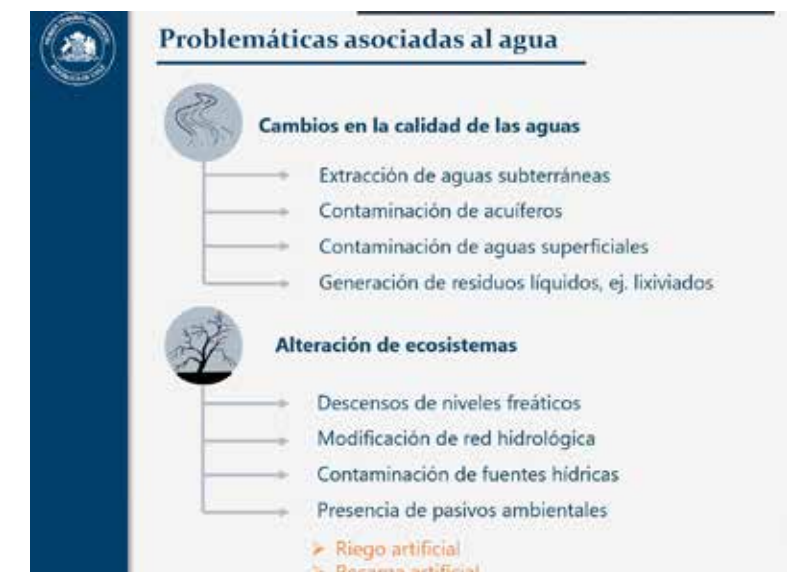 Problemáticas asociadas al agua
Cambios en la calidad de las aguas
Extracción de aguas subterráneas
Contaminación de acuíferos
Contaminación de aguas superficiales
Generación de residuos líquidos, ej. lixiviados
Alteración de ecosistemas
Descensos de niveles freáticos
Modificación de red hidrológica
Contaminación de fuentes hídricas
Presencia de pasivos ambientales
➢ Riego artificial
➢ Recarga artificial